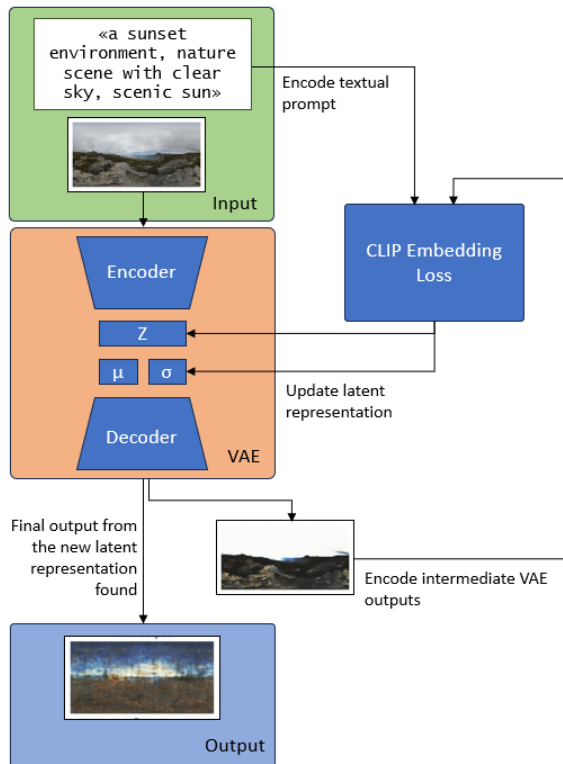 «a sunset
environment, nature
scene with clear
sky, scenic sun»
Encode textual
prompt
Input
Encoder
CLIP Embedding
Loss
Z
μ
σ
Update latent
representation
Decoder
VAE
Final output from
the new latent
representation
found
Encode intermediate VAE
outputs
Output